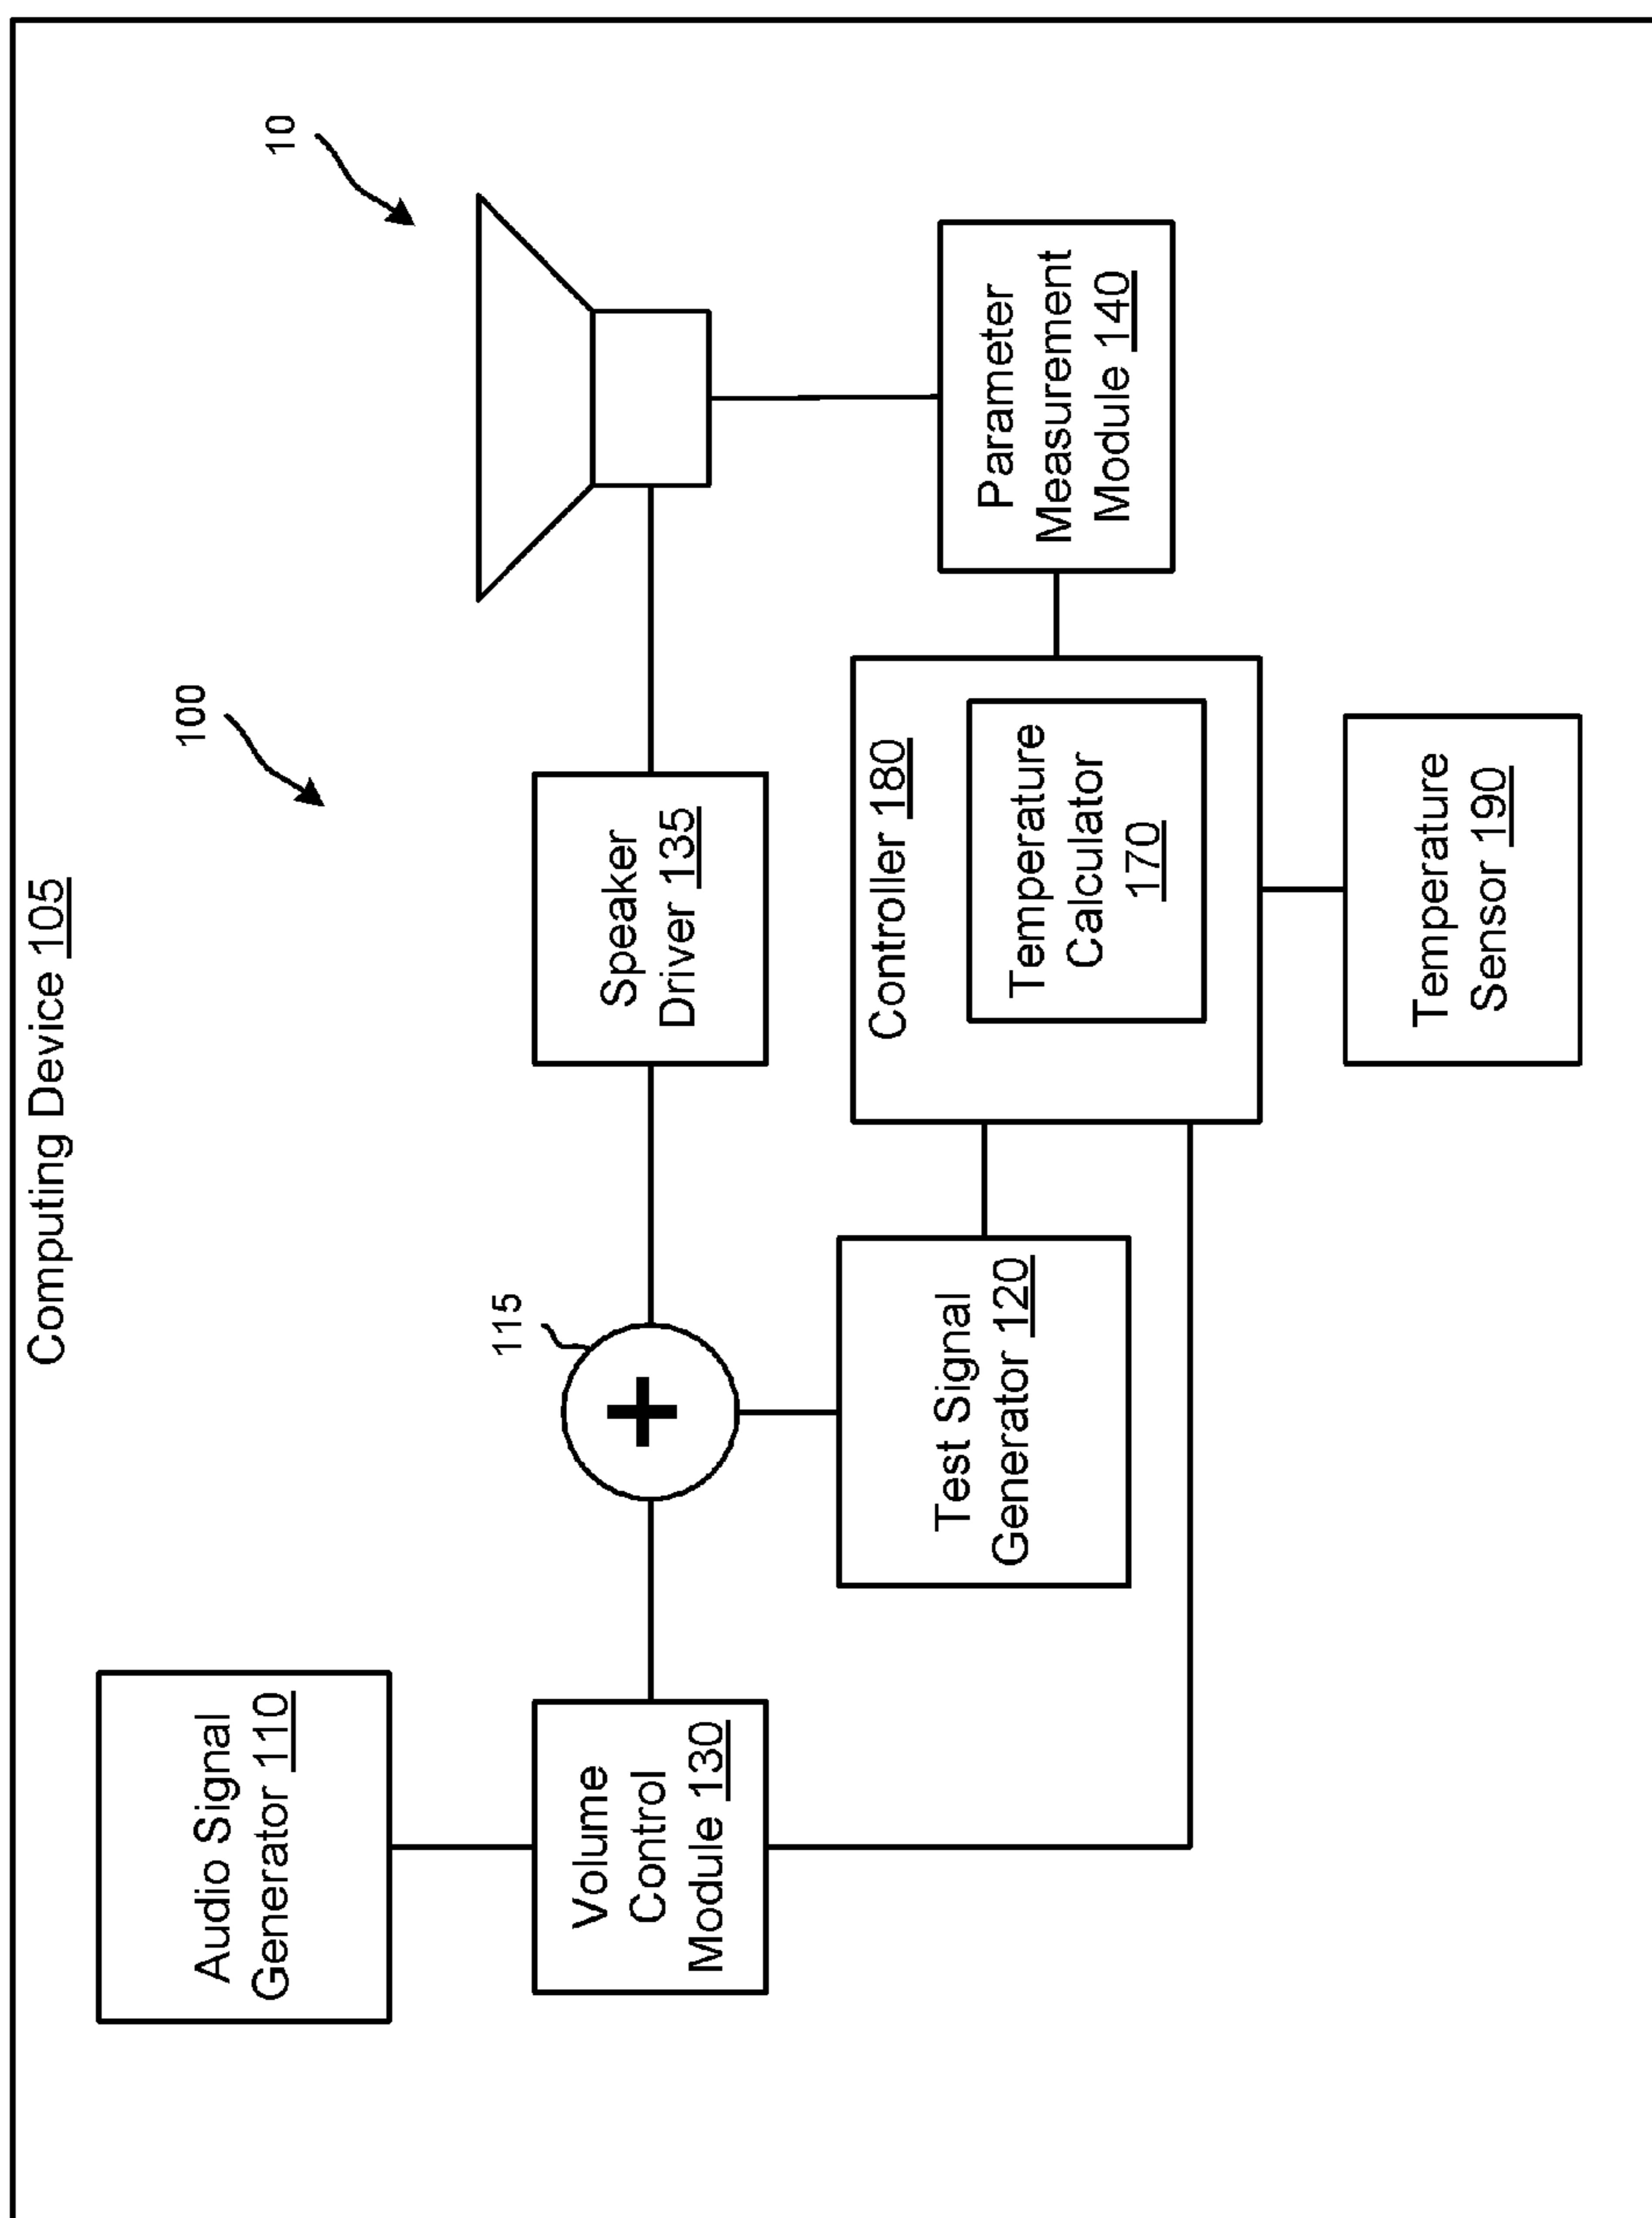 Computing Device 105
100
10
Audio Signal
Generator 110
Volume
Control
Module 130
115
+
Speaker
Driver 135
Test Signal
Generator 120
Controller 180
Temperature
Calculator
170
Parameter
Measurement
Module 140
Temperature
Sensor 190